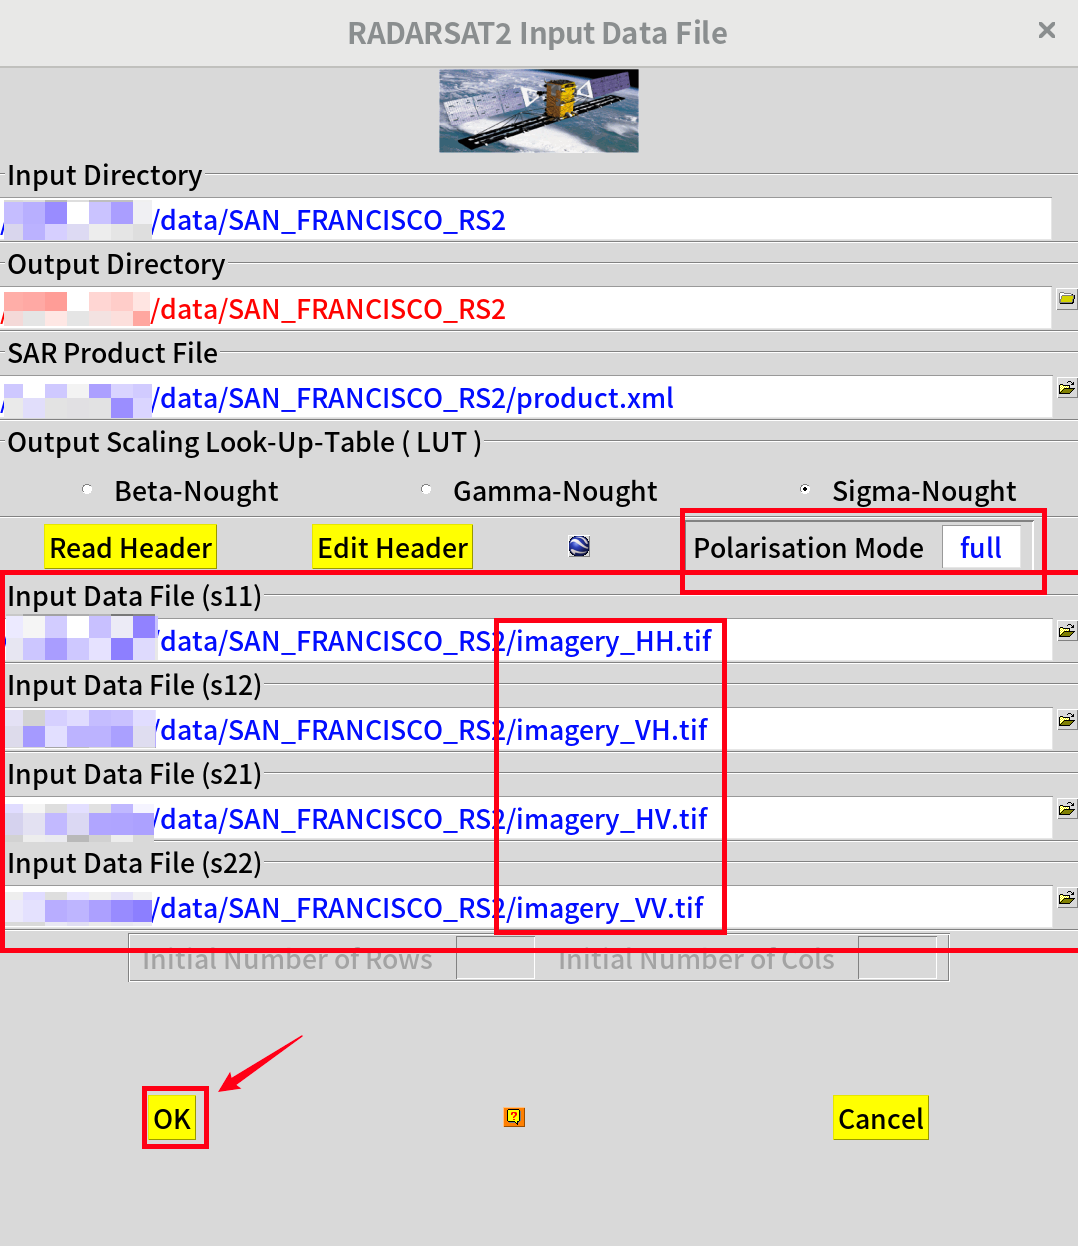 RADARSAT2 Input Data File
Input Directory
/data/SAN_FRANCISCO_RS2
Output Directory
/data/SAN_FRANCISCO_RS2
SAR Product File
/data/SAN_FRANCISCO_RS2/product.xml
Output Scaling Look-Up-Table ( LUT )
Beta-Nought Gamma-Nought Sigma-Nought
Read Header Edit Header Polarisation Mode full
Input Data File (s11)
/data/SAN_FRANCISCO_RS2/imagery_HH.tif
Input Data File (s12)
/data/SAN_FRANCISCO_RS2/imagery_VH.tif
Input Data File (s21)
/data/SAN_FRANCISCO_RS2/imagery_HV.tif
Input Data File (s22)
/data/SAN_FRANCISCO_RS2/imagery_VV.tif
Initial Number of Rows Initial Number of Cols
OK ? Cancel